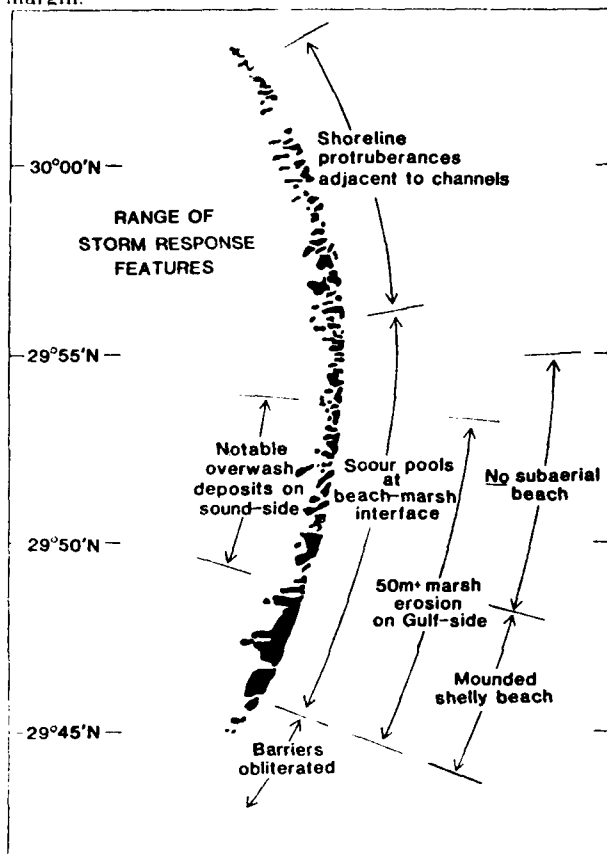 margin.
Shoreline
protruberances
adjacent to channels
30°00'N
RANGE OF
STORM RESPONSE
FEATURES
29°55'N
Notable
overwash
deposits on
sound-side
Soour pools
at
beach-marsh
interface
No subaerial
beach
29°50'N
50m+ marsh
erosion
on Gulf-side
Mounded
shelly beach
29°45'N
Barriers
obliterated